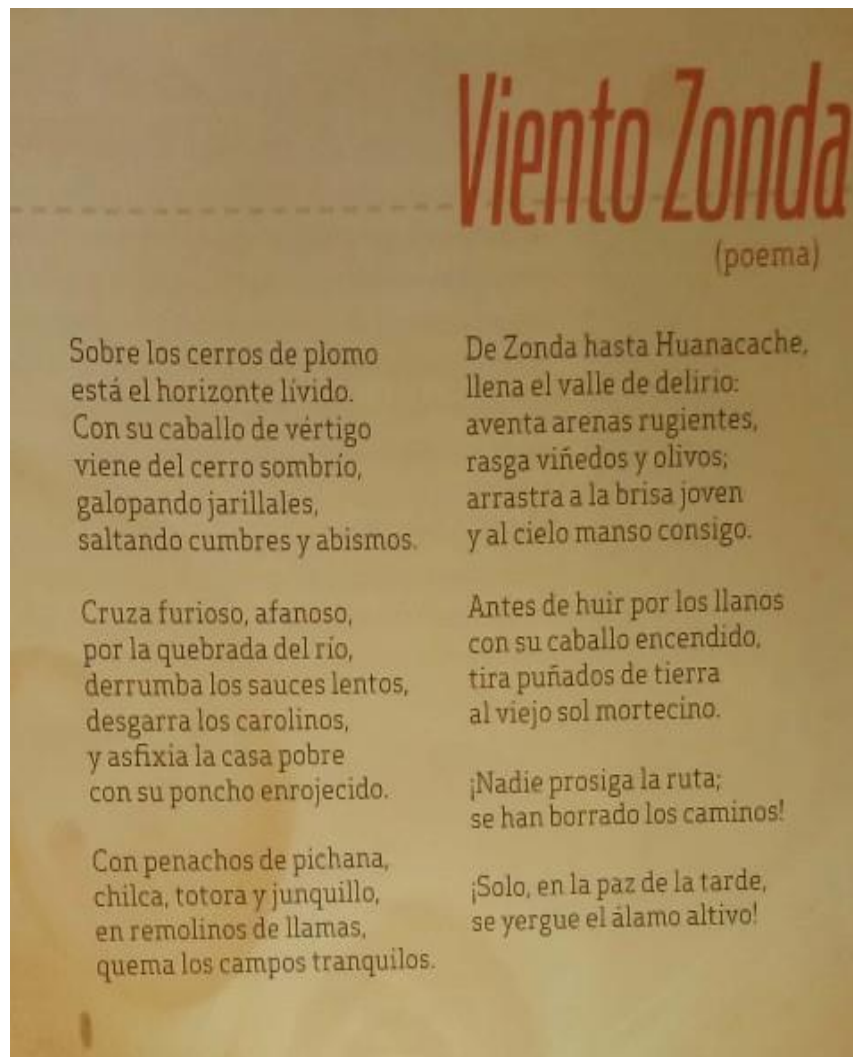 Viento Zonda
(poema)
Sobre los cerros de plomo
está el horizonte lívido.
Con su caballo de vértigo
viene del cerro sombrío,
galopando jarillales,
saltando cumbres y abismos.
Cruza furioso, afanoso,
por la quebrada del río,
derrumba los sauces lentos,
desgarra los carolinos,
y asfixia la casa pobre
con su poncho enrojecido.
Con penachos de pichana,
chilca, totora y junquillo,
en remolinos de llamas,
quema los campos tranquilos.
De Zonda hasta Huanacache,
llena el valle de delirio:
aventa arenas rugientes,
rasga viñedos y olivos;
arrastra a la brisa joven
y al cielo manso consigo.
Antes de huir por los llanos
con su caballo encendido,
tira puñados de tierra
al viejo sol mortecino.
¡Nadie prosiga la ruta;
se han borrado los caminos!
¡Solo, en la paz de la tarde,
se yergue el álamo altivo!